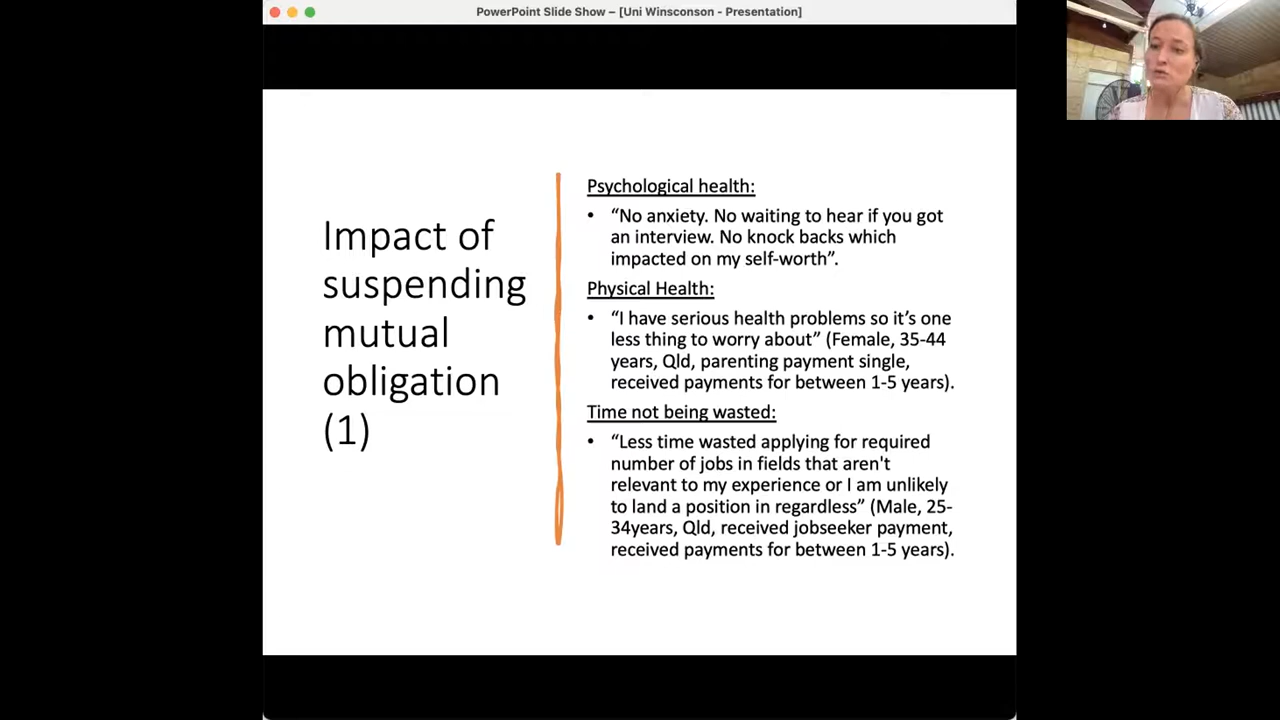 PowerPoint Slide Show – [Uni Winsconson - Presentation]
Impact of
suspending
mutual
obligation
(1)
Psychological health:
• “No anxiety. No waiting to hear if you got
an interview. No knock backs which
impacted on my self-worth”.
Physical Health:
• “I have serious health problems so it’s one
less thing to worry about” (Female, 35-44
years, Qld, parenting payment single,
received payments for between 1-5 years).
Time not being wasted:
• “Less time wasted applying for required
number of jobs in fields that aren't
relevant to my experience or I am unlikely
to land a position in regardless” (Male, 25-
34years, Qld, received jobseeker payment,
received payments for between 1-5 years).